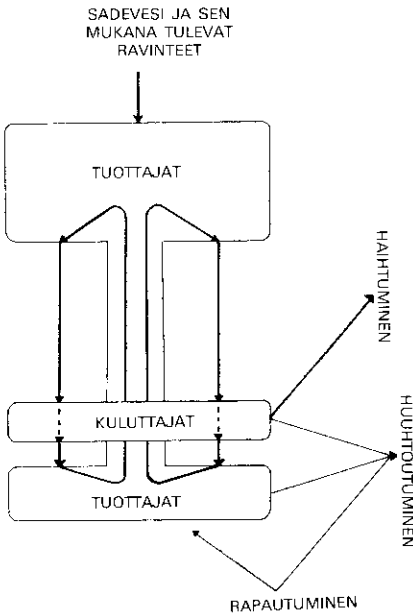 SADEVESI JA SEN
MUKANA TULEVAT
RAVINTEET
TUOTTAJAT
HAIHTUMINEN
KULUTTAJAT
HUUHTOUTUMINEN
TUOTTAJAT
RAPAUTUMINEN